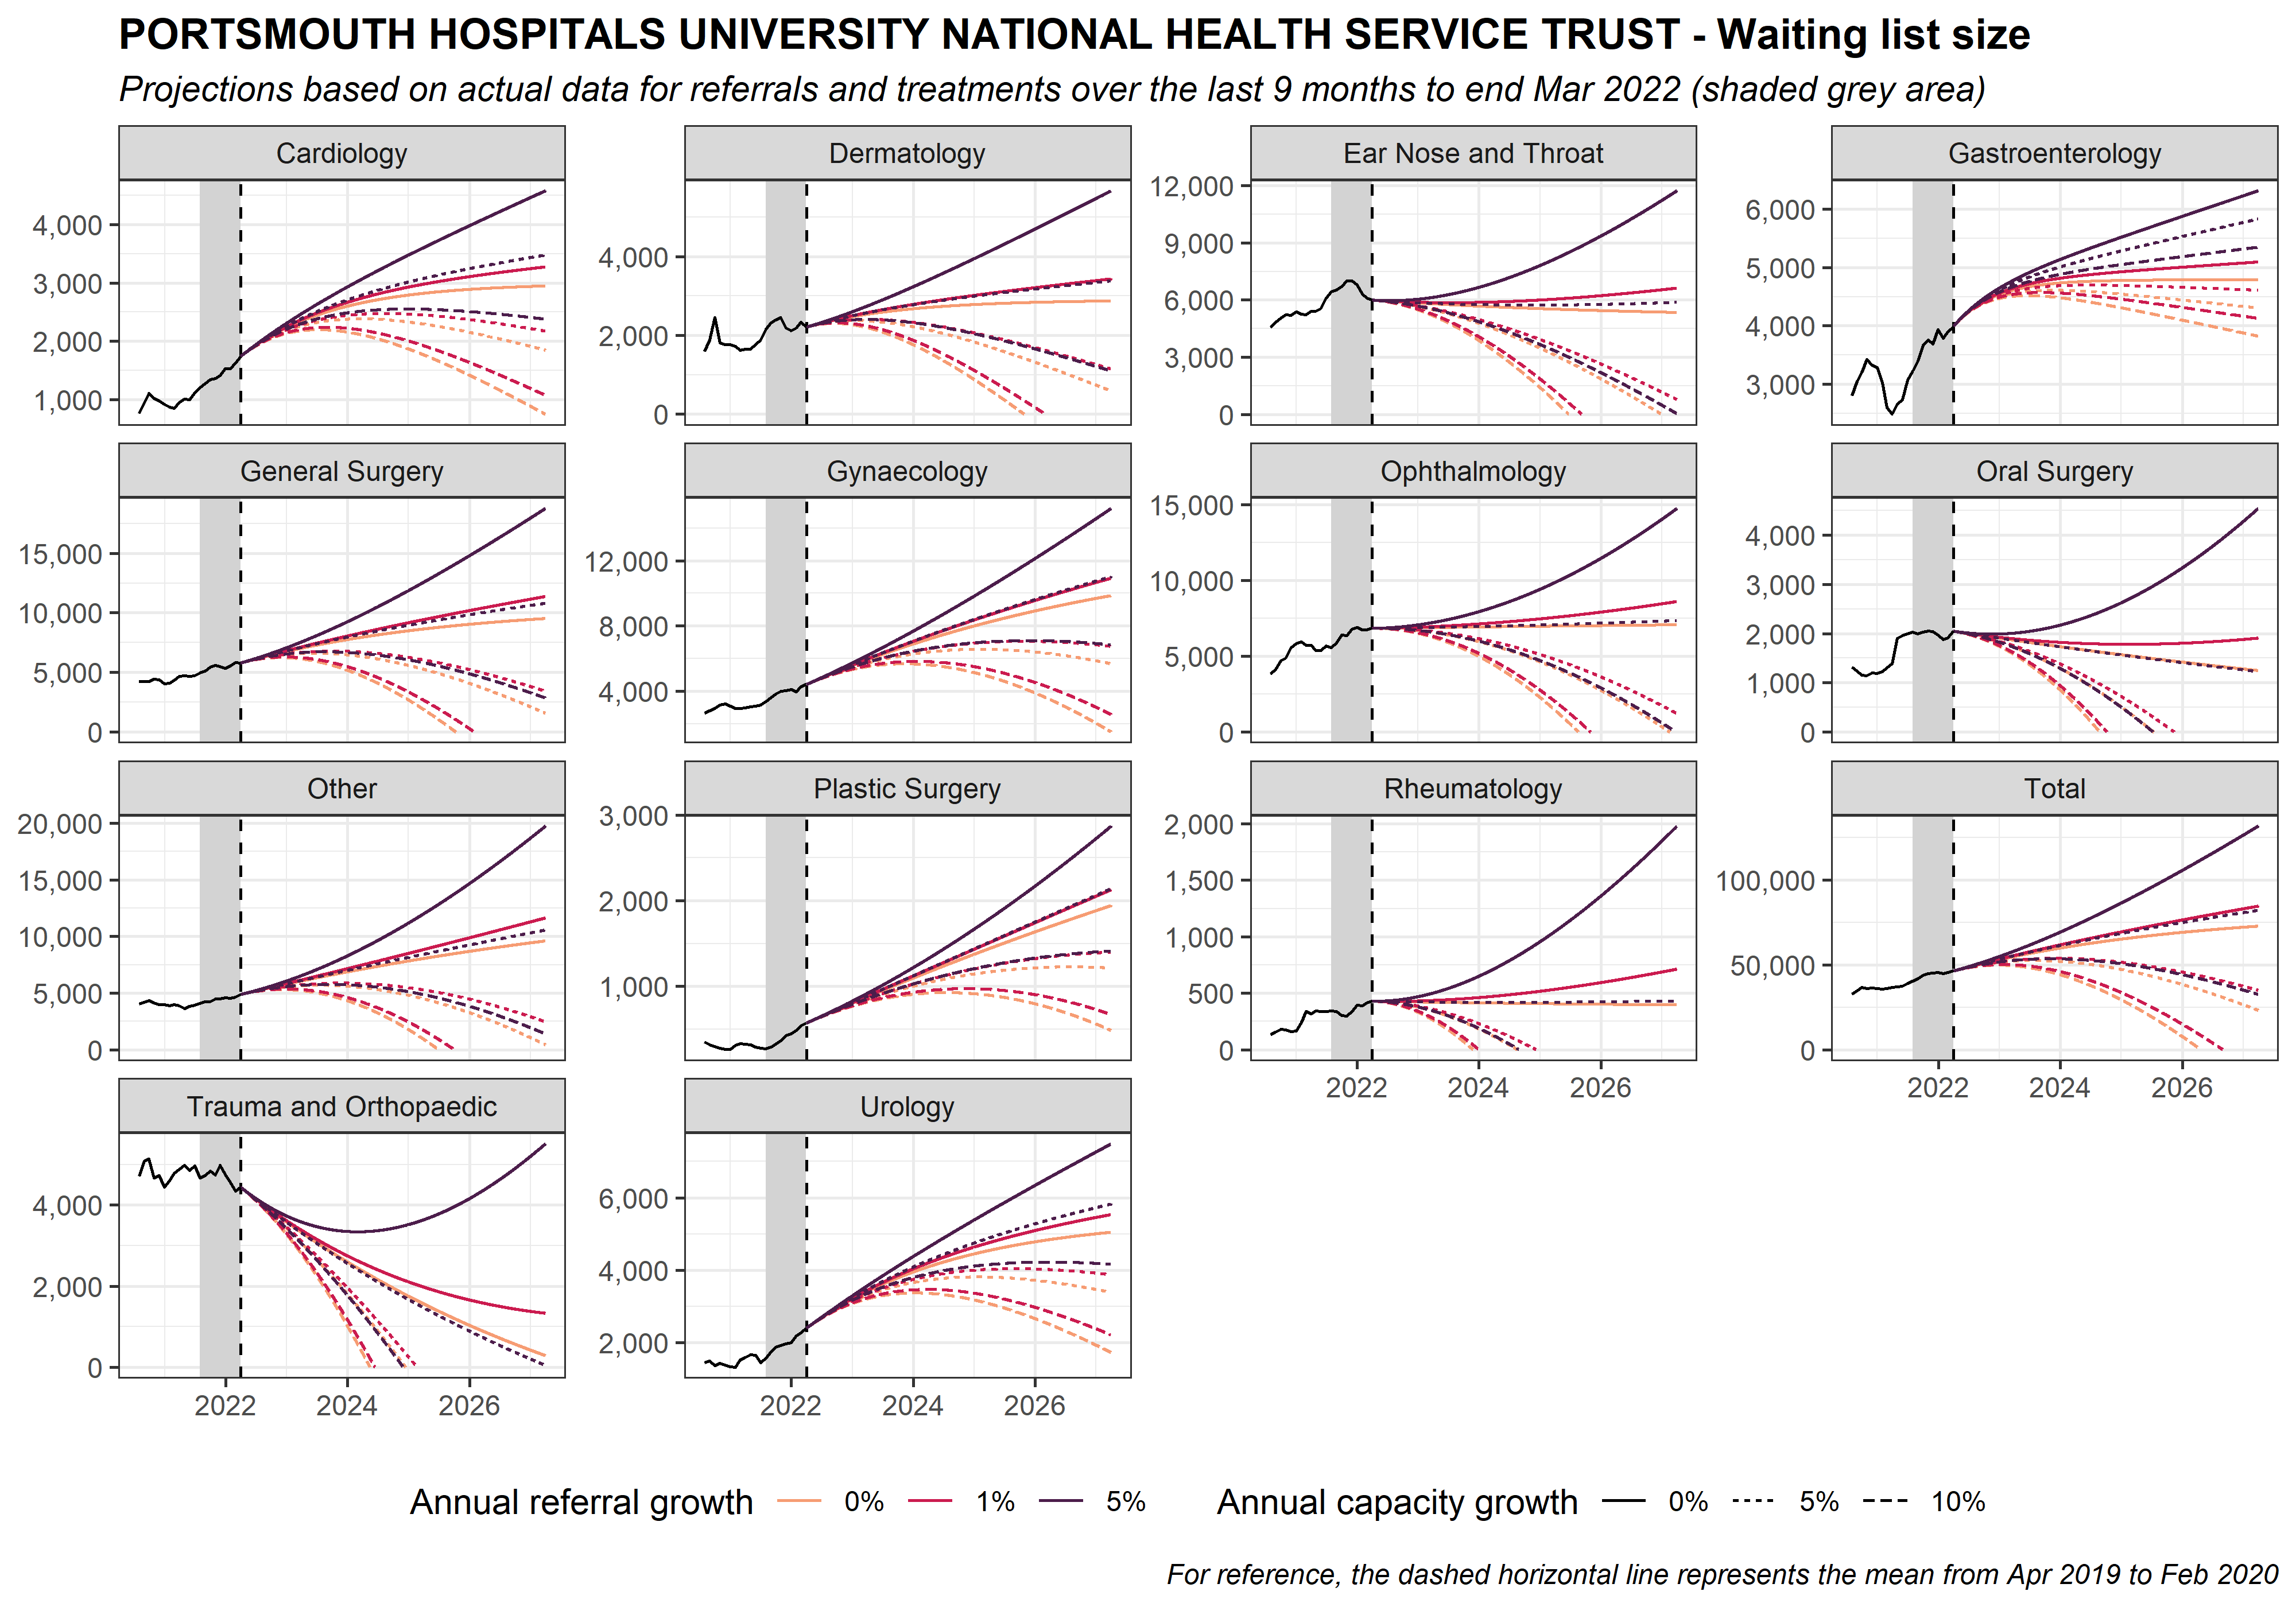 PORTSMOUTH HOSPITALS UNIVERSITY NATIONAL HEALTH SERVICE TRUST - Waiting list size
Projections based on actual data for referrals and treatments over the last 9 months to end Mar 2022 (shaded grey area)
Cardiology
4,000
3,000
2,000
1,000
Dermatology
4,000
2,000
0
Ear Nose and Throat
12,000
9,000
6,000
3,000
0
Gastroenterology
6,000
5,000
4,000
3,000
General Surgery
15,000
10,000
5,000
0
Gynaecology
12,000
8,000
4,000
Ophthalmology
15,000
10,000
5,000
0
Oral Surgery
4,000
3,000
2,000
1,000
0
Other
20,000
15,000
10,000
5,000
0
Plastic Surgery
3,000
2,000
1,000
Rheumatology
2,000
1,500
1,000
500
0
2022 2024 2026
Total
100,000
50,000
0
2022 2024 2026
Trauma and Orthopaedic
4,000
2,000
0
2022 2024 2026
Urology
6,000
4,000
2,000
2022 2024 2026
Annual referral growth 0% 1% 5%
Annual capacity growth 0% 5% 10%
For reference, the dashed horizontal line represents the mean from Apr 2019 to Feb 2020